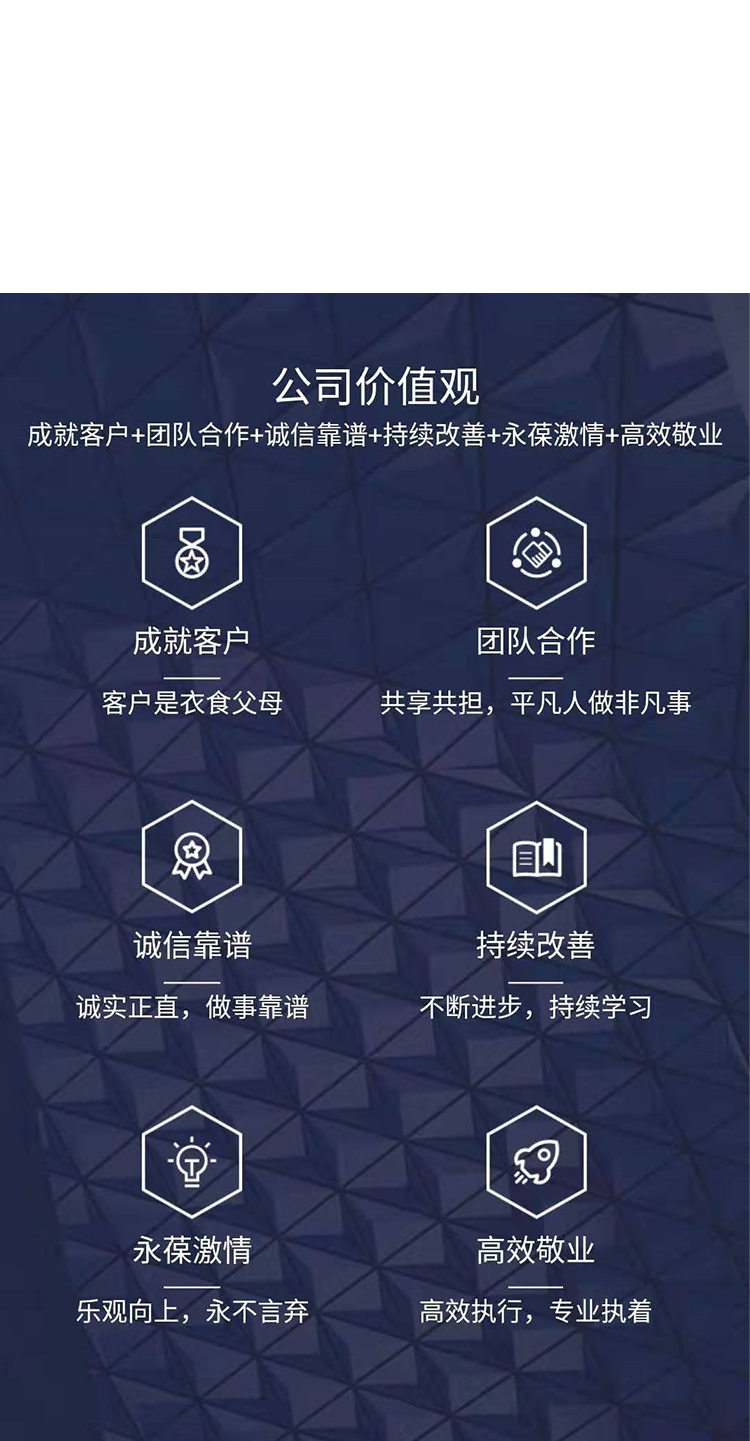 公司价值观
成就客户+团队合作+诚信靠谱+持续改善+永葆激情+高效敬业
成就客户
客户是衣食父母
团队合作
共享共担，平凡人做非凡事
诚信靠谱
诚实正直，做事靠谱
持续改善
不断进步，持续学习
永葆激情
乐观向上，永不言弃
高效敬业
高效执行，专业执着